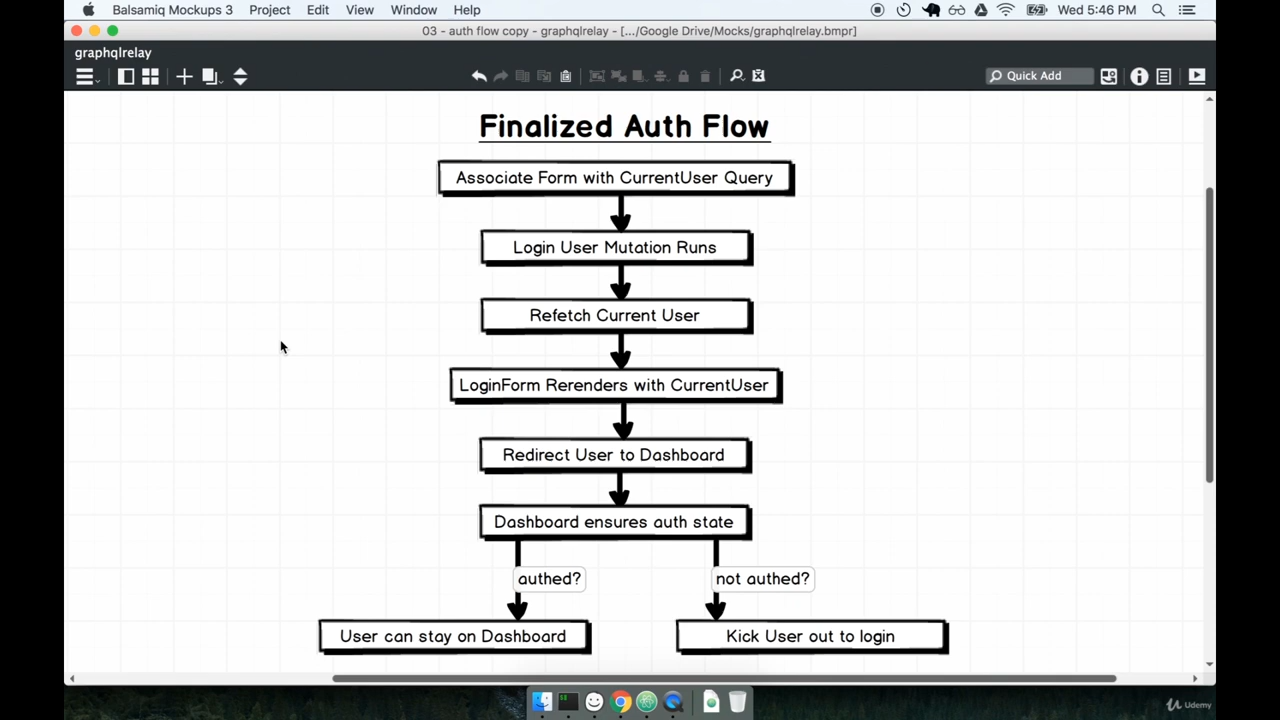 Balsamiq Mockups 3 Project Edit View Window Help Wed 5:46 PM
03 - auth flow copy - graphqlrelay - [.../Google Drive/Mocks/graphqlrelay.bmpr]
graphqlrelay
Quick Add
Finalized Auth Flow
Associate Form with CurrentUser Query
Login User Mutation Runs
Refetch Current User
LoginForm Rerenders with CurrentUser
Redirect User to Dashboard
Dashboard ensures auth state
authed? not authed?
User can stay on Dashboard Kick User out to login
Udemy